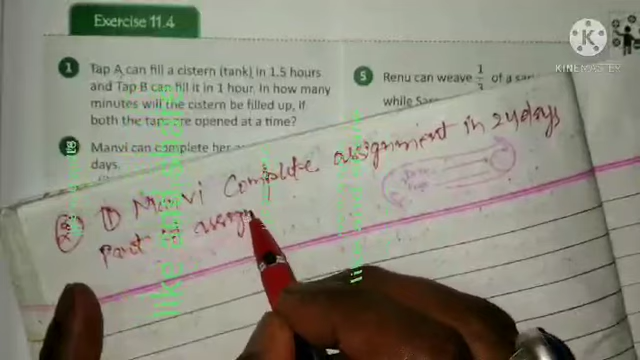 Exercise 11.4
1 Tap A can fill a cistern (tank) in 1.5 hours
and Tap B can fill it in 1 hour. In how many
minutes will the cistern be filled up, if
both the taps are opened at a time?
Manvi can complete her
days.
5 Renu can weave 1/3 of a
while
① Manvi Complete assignment in 24 days
part of assign
KINEMASTER